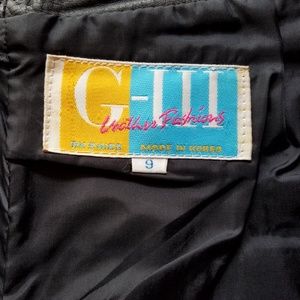 G-III
Leather Fashions
MADE IN KOREA
9